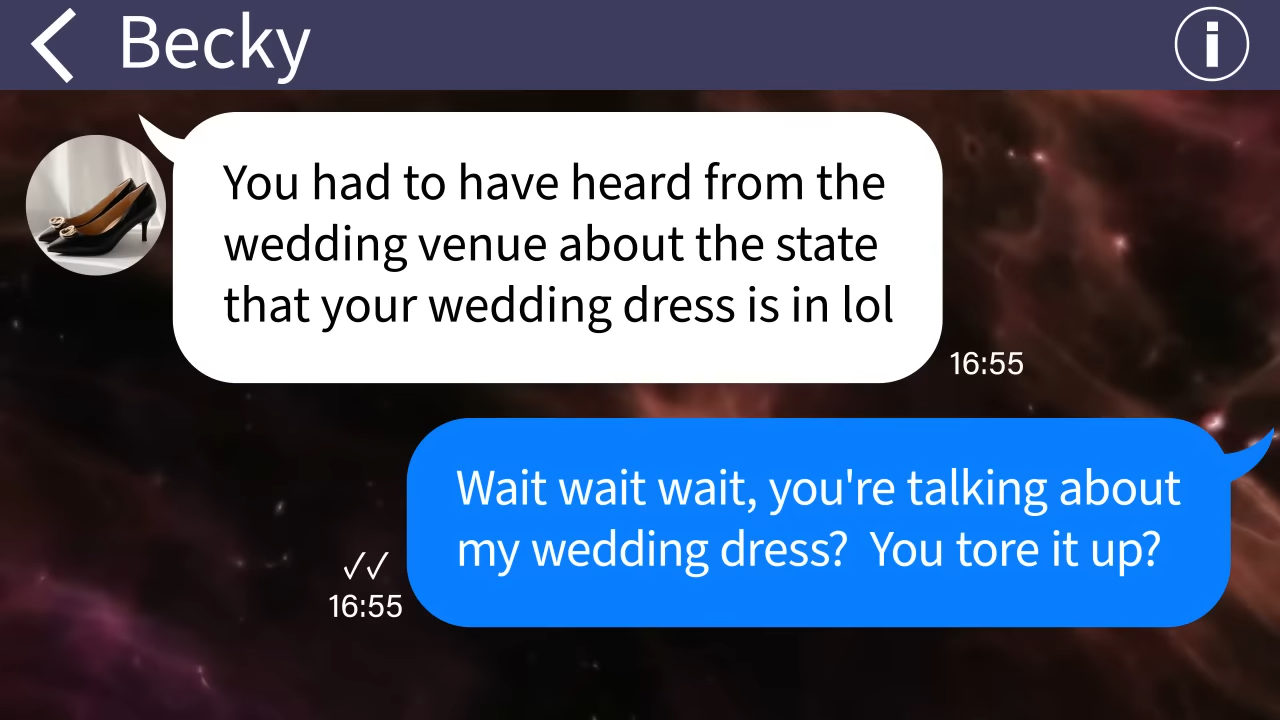 Becky
You had to have heard from the
wedding venue about the state
that your wedding dress is in lol
16:55
Wait wait wait, you're talking about
my wedding dress?  You tore it up?
16:55